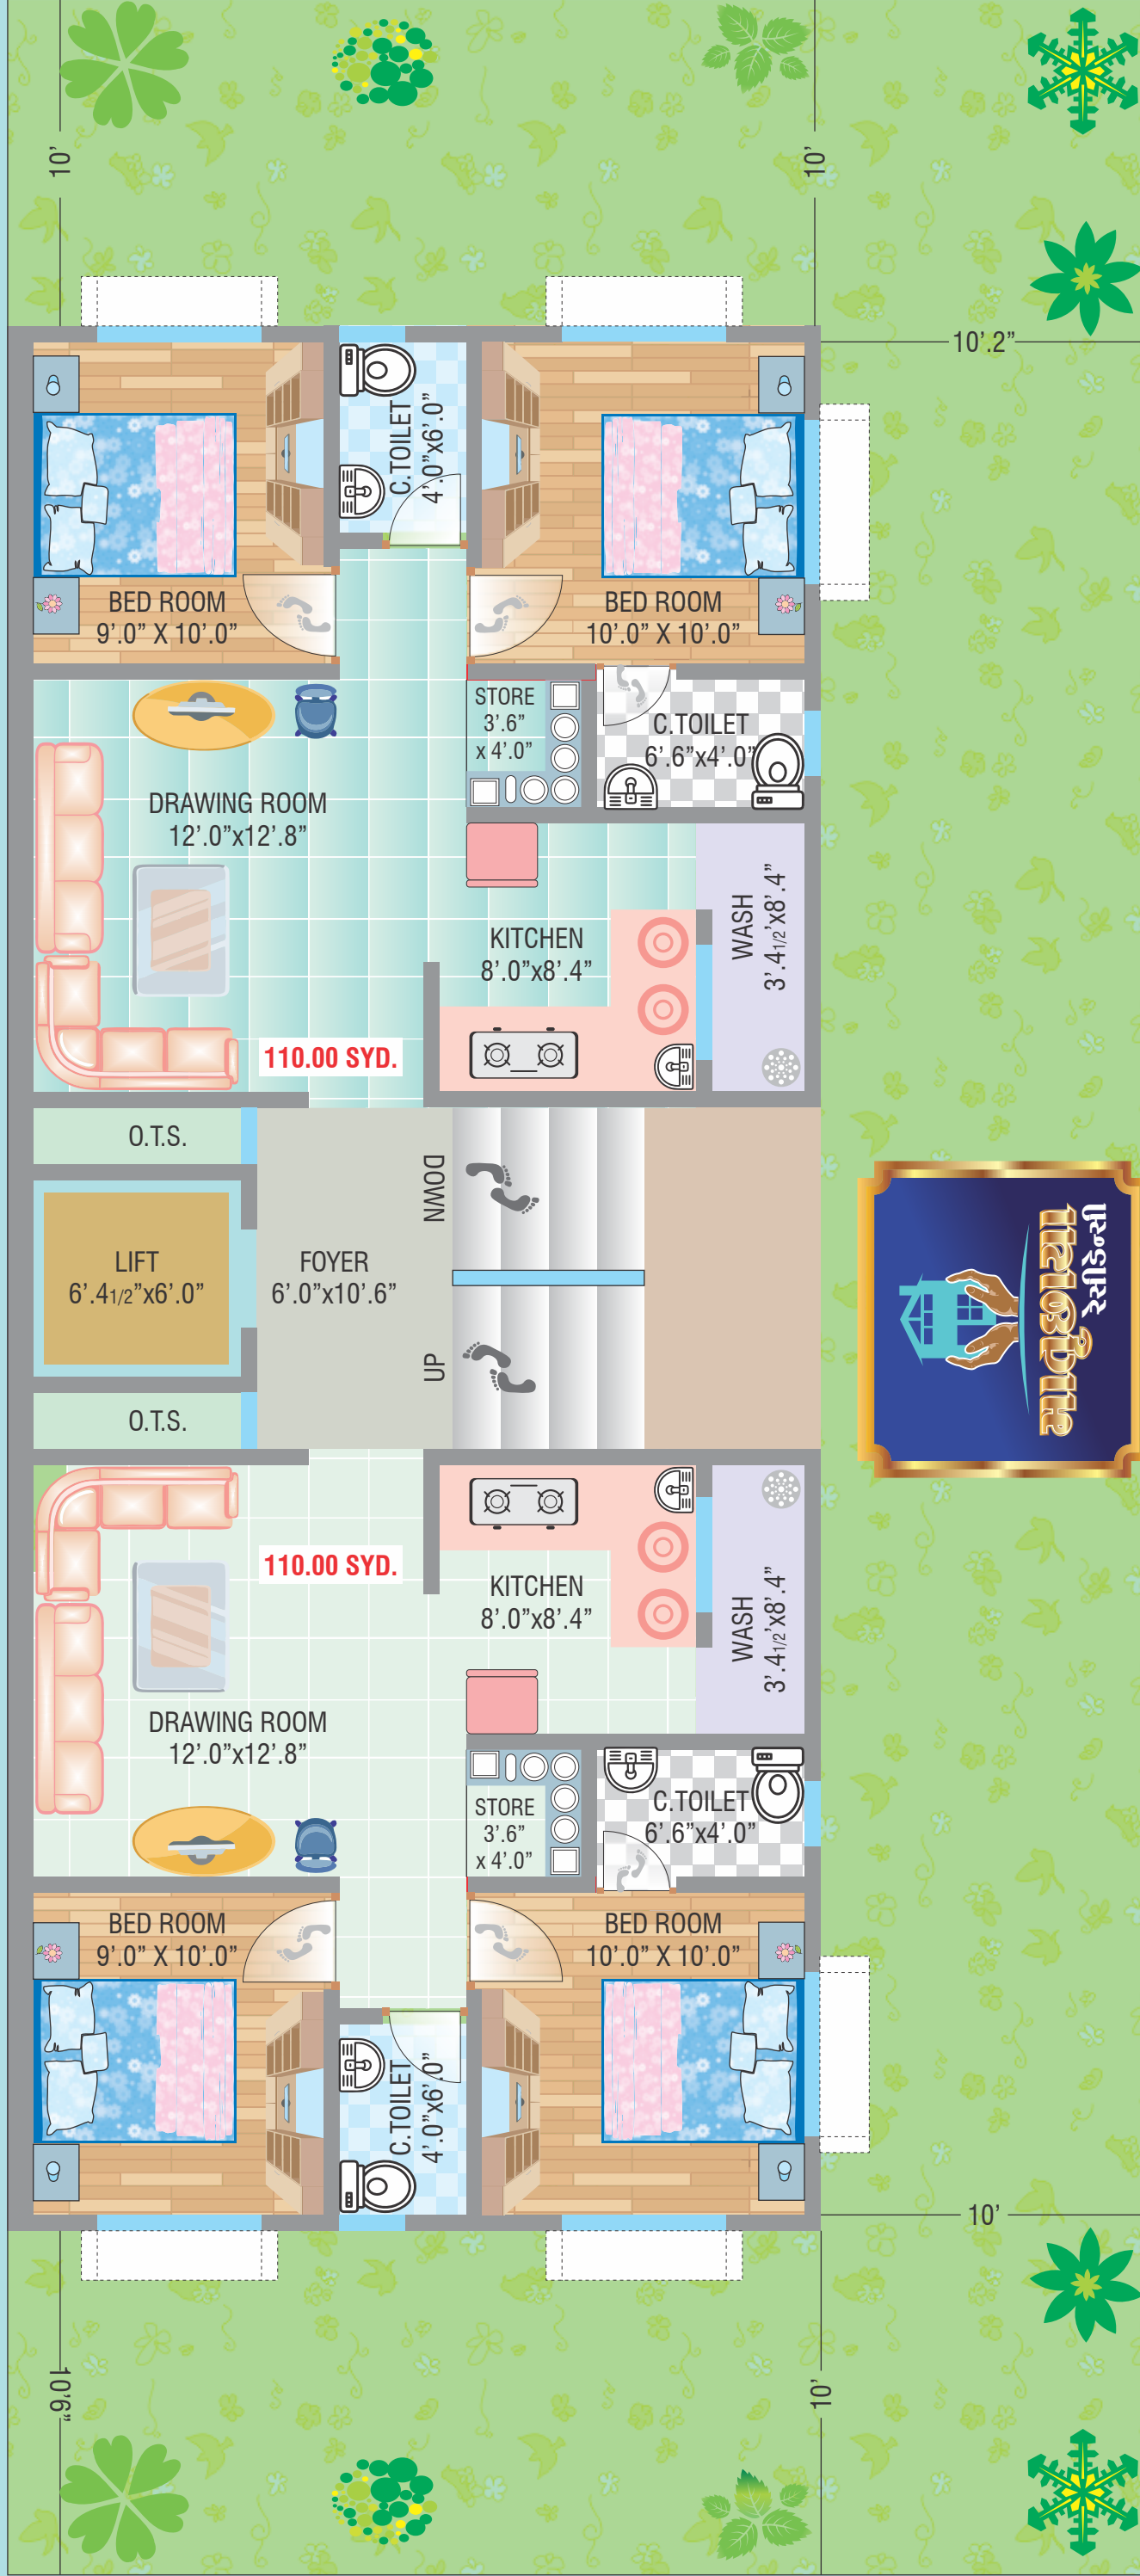 10'
10'
10'.2"
C.TOILET
4'.0"x6'.0"
BED ROOM
9'.0" X 10'.0"
BED ROOM
10'.0" X 10'.0"
STORE
3'.6"
x 4'.0"
C.TOILET
6'.6"x4'.0"
DRAWING ROOM
12'.0"x12'.8"
KITCHEN
8'.0"x8'.4"
WASH
3'.41/2'x8'.4"
110.00 SYD.
O.T.S.
DOWN
LIFT
6'.41/2"x6'.0"
FOYER
6'.0"x10'.6"
UP
રેસીડેન્સી
O.T.S.
110.00 SYD.
KITCHEN
8'.0"x8'.4"
WASH
3'.41/2'x8'.4"
DRAWING ROOM
12'.0"x12'.8"
STORE
3'.6"
x 4'.0"
C.TOILET
6'.6"x4'.0"
BED ROOM
9'.0" X 10'.0"
BED ROOM
10'.0" X 10'.0"
C.TOILET
4'.0"x6'.0"
10'
10'6"
10'